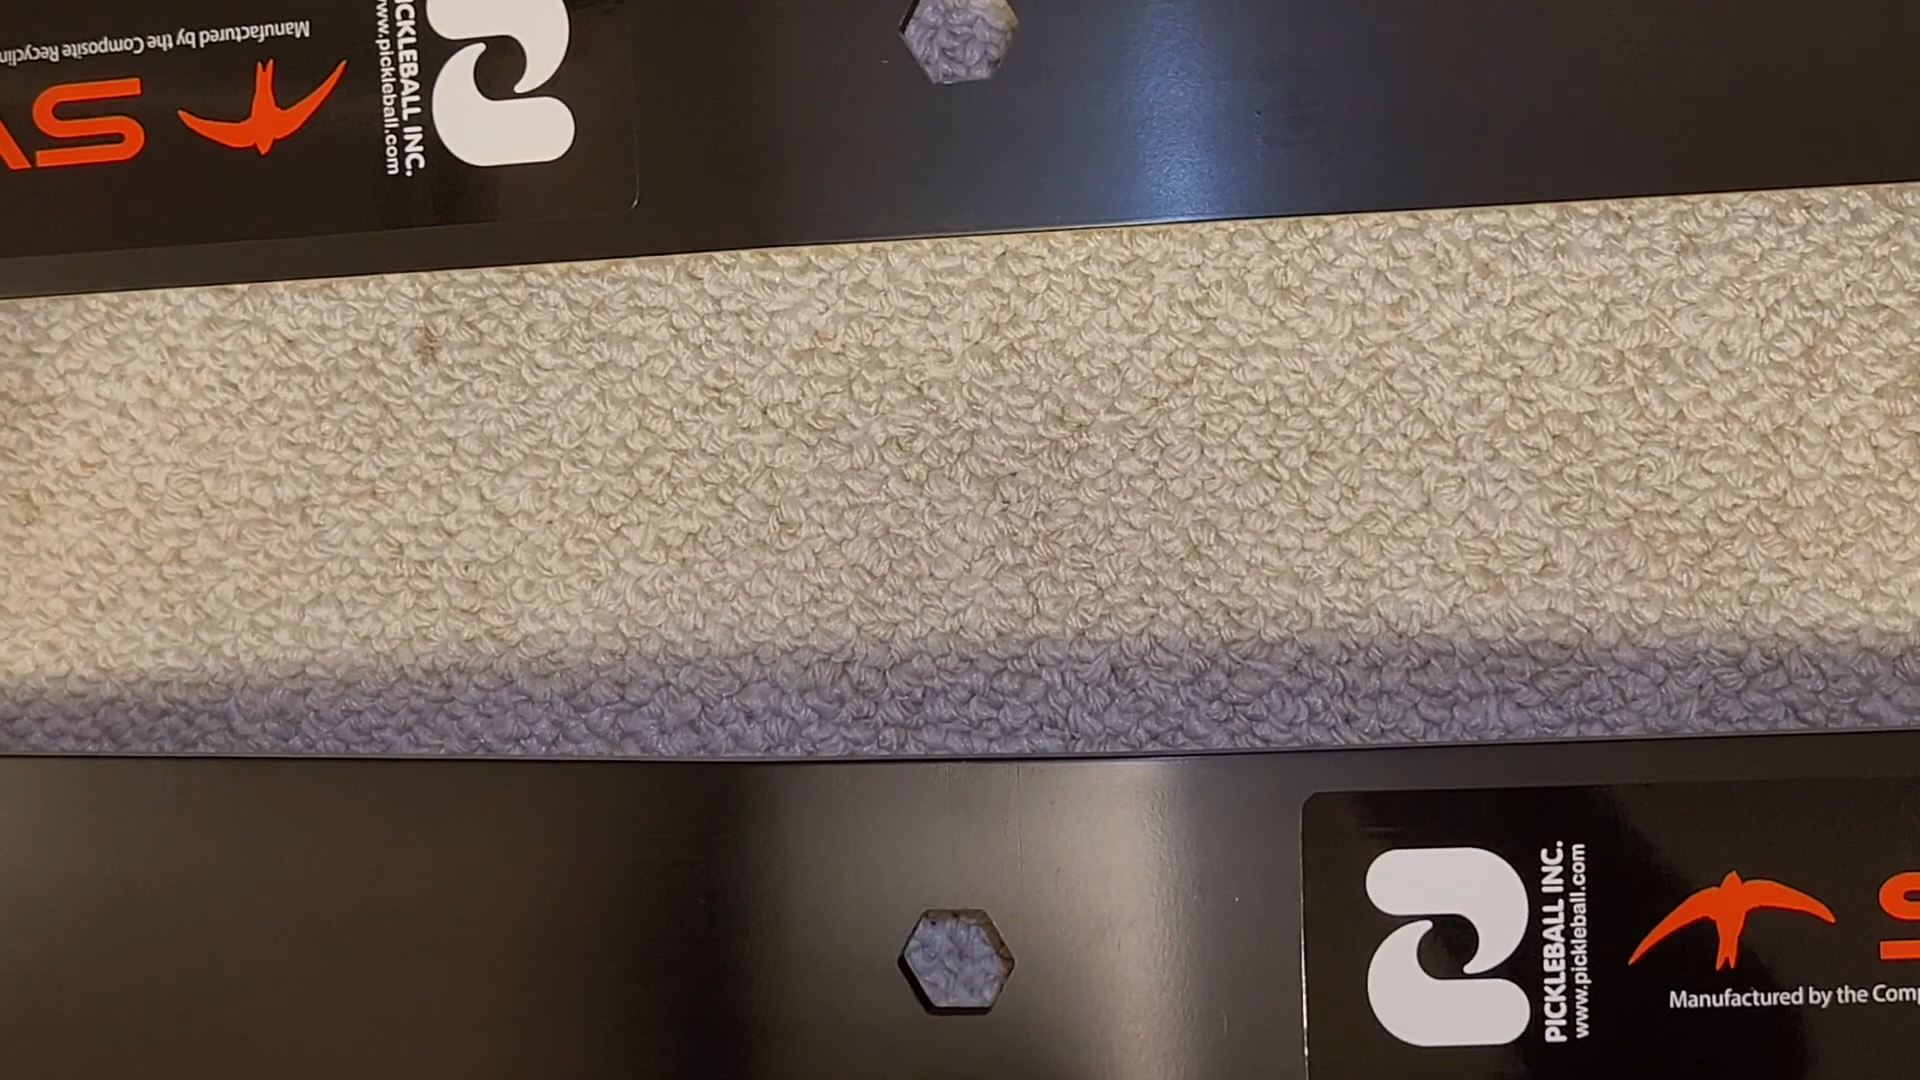 Manufactured by the Composite Recyclin
SV
PICKLEBALL INC.
www.pickleball.com
PICKLEBALL INC.
www.pickleball.com
Manufactured by the Comp